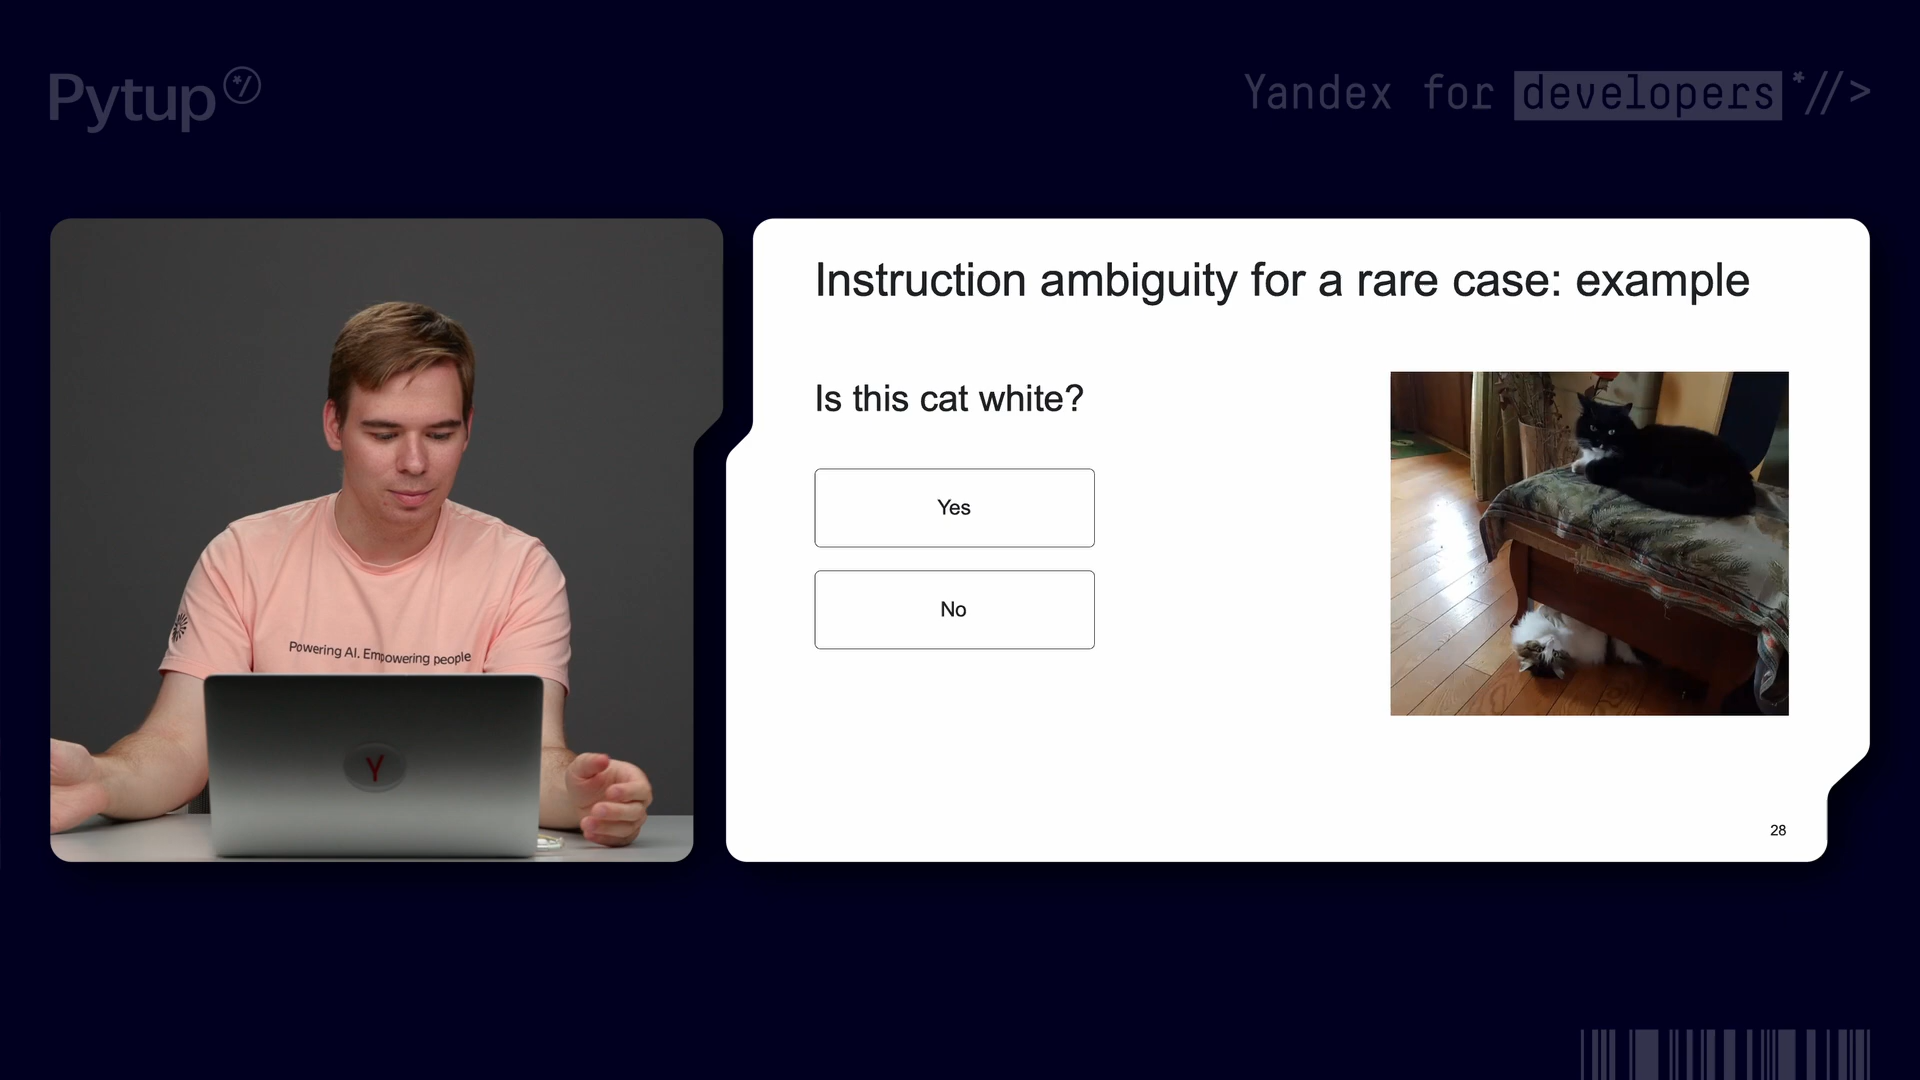 Pytup*/
Yandex for developers*//>
Instruction ambiguity for a rare case: example
Is this cat white?
Yes
No
Powering AI. Empowering people
Y
28